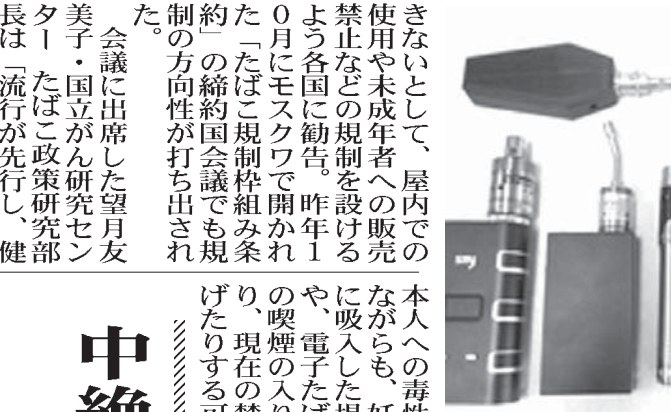 きないとして、屋内での
使用や未成年者への販売
禁止などの規制を設ける
よう各国に勧告。昨年1
0月にモスクワで開かれ
た「たばこ規制枠組み条
約」の締約国会議でも規
制の方向性が打ち出され
た。
会議に出席した望月友
美子・国立がん研究セン
ター たばこ政策研究部
長は「流行が先行し、健
本人への毒性
ながらも、妊
に吸入した場
や、電子たば
の喫煙の入り
り、現在の禁
げたりする可
中絶